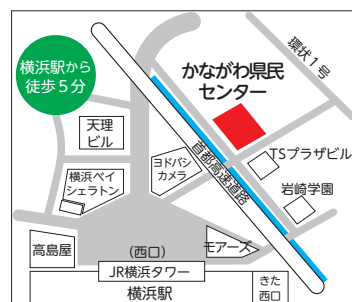 横浜駅から
徒歩5分
環状1号
かながわ県民
センター
天理
ビル
TSプラザビル
ヨドバシ
カメラ
首都高速道路
横浜ベイ
シェラトン
岩崎学園
高島屋
(西口)
モアーズ
JR横浜タワー
横浜駅
きた
西口